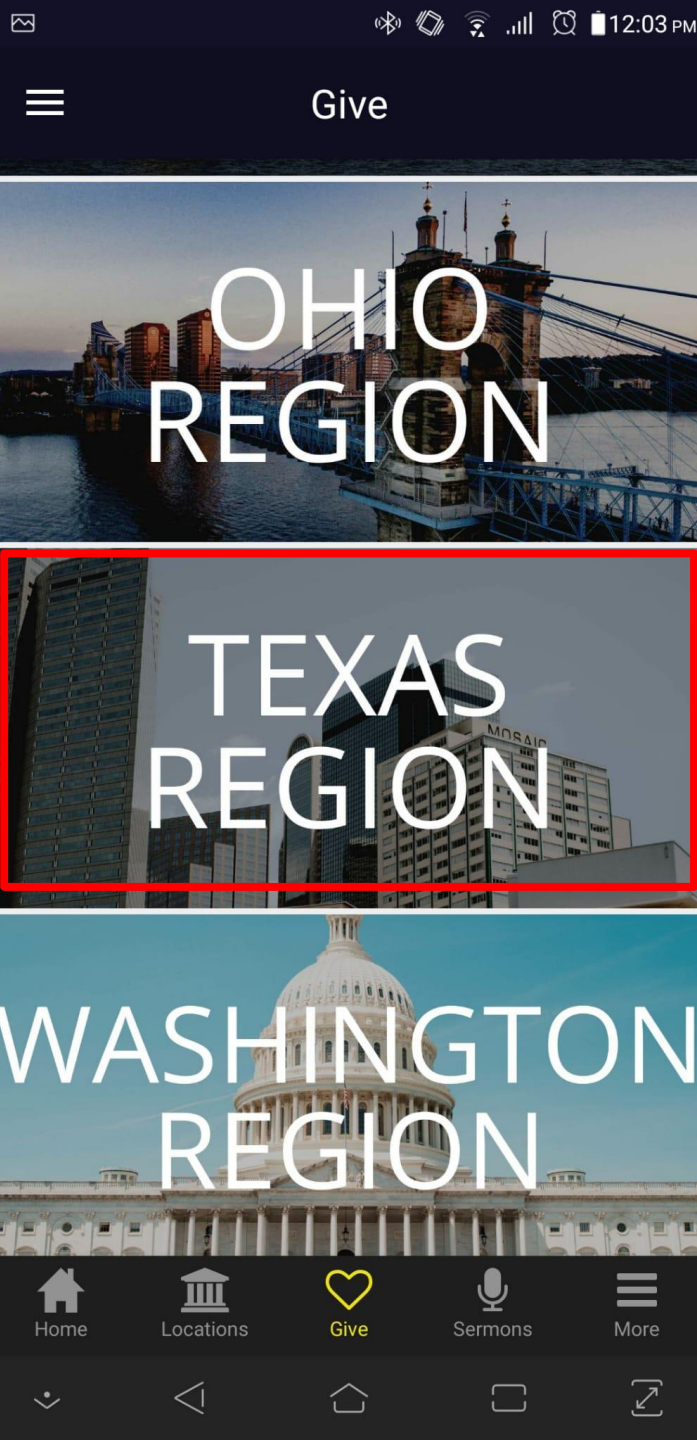 12:03 PM
Give
OHIO
REGION
TEXAS
REGION
MOSAIC
WASHINGTON
REGION
Home
Locations
Give
Sermons
More